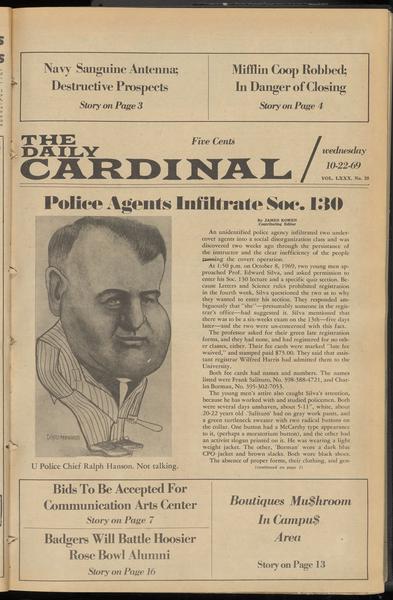 Navy Sanguine Antenna;
Destructive Prospects
Story on Page 3
Mifflin Coop Robbed;
In Danger of Closing
Story on Page 4
THE
DAILY
CARDINAL
Five Cents
wednesday
10-22-69
VOL. LXXX, No. 28
Police Agents Infiltrate Soc. 130
By JAMES ROWEN
Contributing Editor
An unidentified police agency infiltrated two under-
cover agents into a social disorganization class and was
discovered two weeks ago through the persistance of
the instructor and the clear inefficiency of the people
running the covert operation.
At 1:50 p.m. on October 8, 1969, two young men ap-
proached Prof. Edward Silva, and asked permission to
enter his Soc. 130 lecture and a specific quiz section. Be-
cause Letters and Science rules prohibited registration
in the fourth week, Silva questioned the two as to why
they wanted to enter his section. They responded am-
biguously that "she"—presumably someone in the regis-
trar's office—had suggested it. Silva mentioned that
there was to be a six-weeks exam on the 13th—five days
later—and the two were un-concerned with this fact.
The professor asked for their green late registration
forms, and they had none, and had registered for no oth-
er classes, either. Their fee cards were marked "late fee
waived," and stamped paid $73.00. They said that assis-
tant registrar Wilfred Harris had admitted them to the
University.
Both fee cards had names and numbers. The names
listed were Frank Salituro, No. 398-388-4721, and Char-
lin Borman, No. 395-302-7053.
The young men's attire also caught Silva's attention,
because he has worked with and studied policemen. Both
were several days unshaven, about 5-11", white, about
20-22 years old. 'Salituro' had on gray work pants, and
a green turtleneck sweater with two radical buttons on
the collar. One button had a McCarthy type appearance
to it, (perhaps a moratorium button), and the other had
an activist slogan printed on it. He was wearing a light
weight jacket. The other, 'Borman' wore a dark blue
CPO jacket and brown slacks. Both wore black shoes.
The absence of proper forms, their clothing, and gen-
(continued on page 3)
U Police Chief Ralph Hanson. Not talking.
Bids To Be Accepted For
Communication Arts Center
Story on Page 7
Badgers Will Battle Hoosier
Rose Bowl Alumni
Story on Page 16
Boutiques Mu$hroom
In Campu$
Area
Story on Page 13